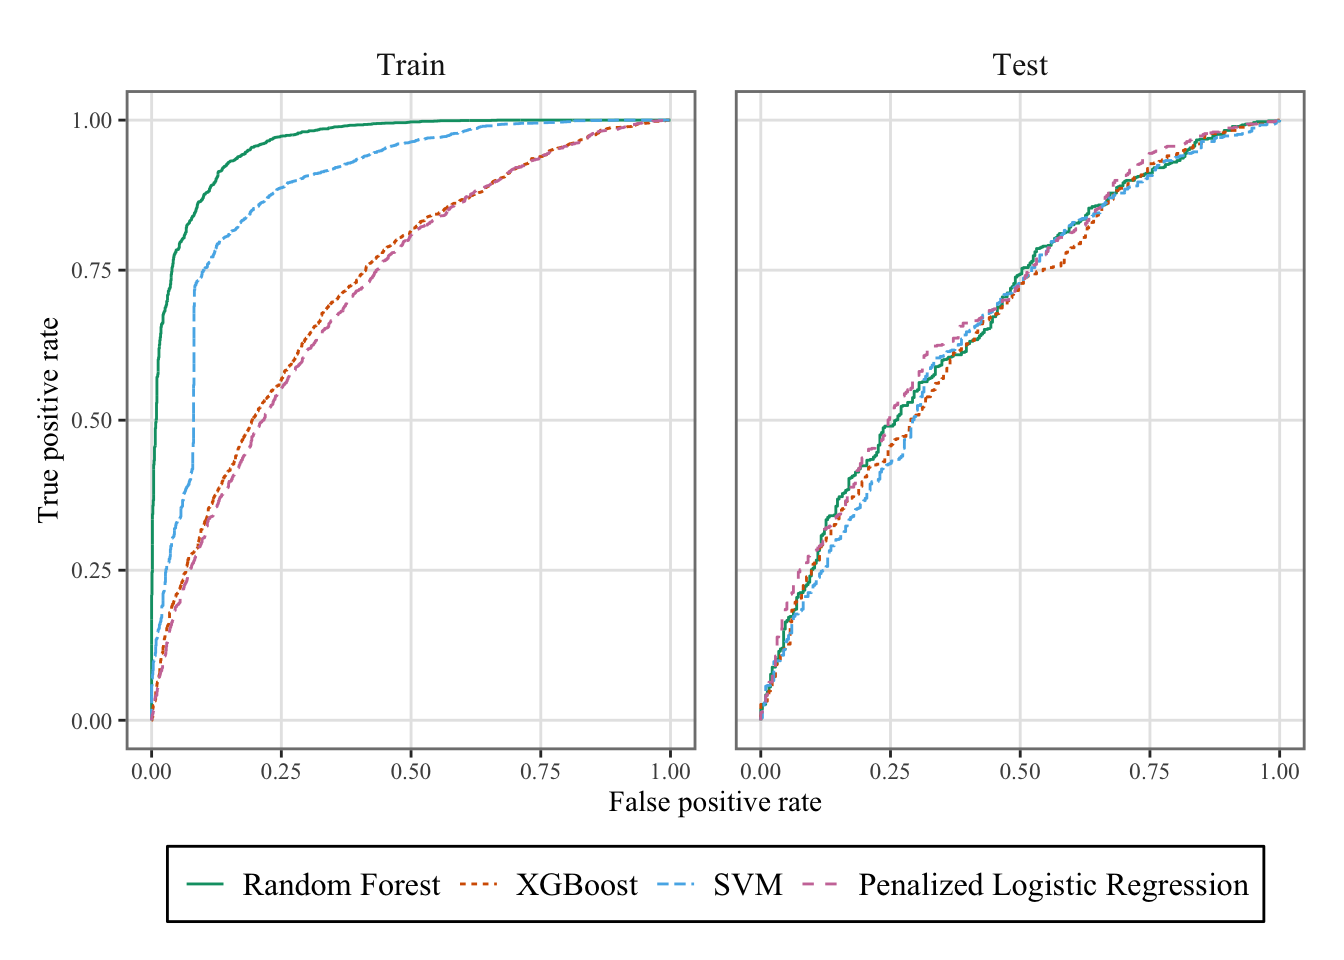 Train
Test
True positive rate
1.00
0.75
0.50
0.25
0.00
0.00 0.25 0.50 0.75 1.00
0.00 0.25 0.50 0.75 1.00
False positive rate
Random Forest XGBoost SVM Penalized Logistic Regression